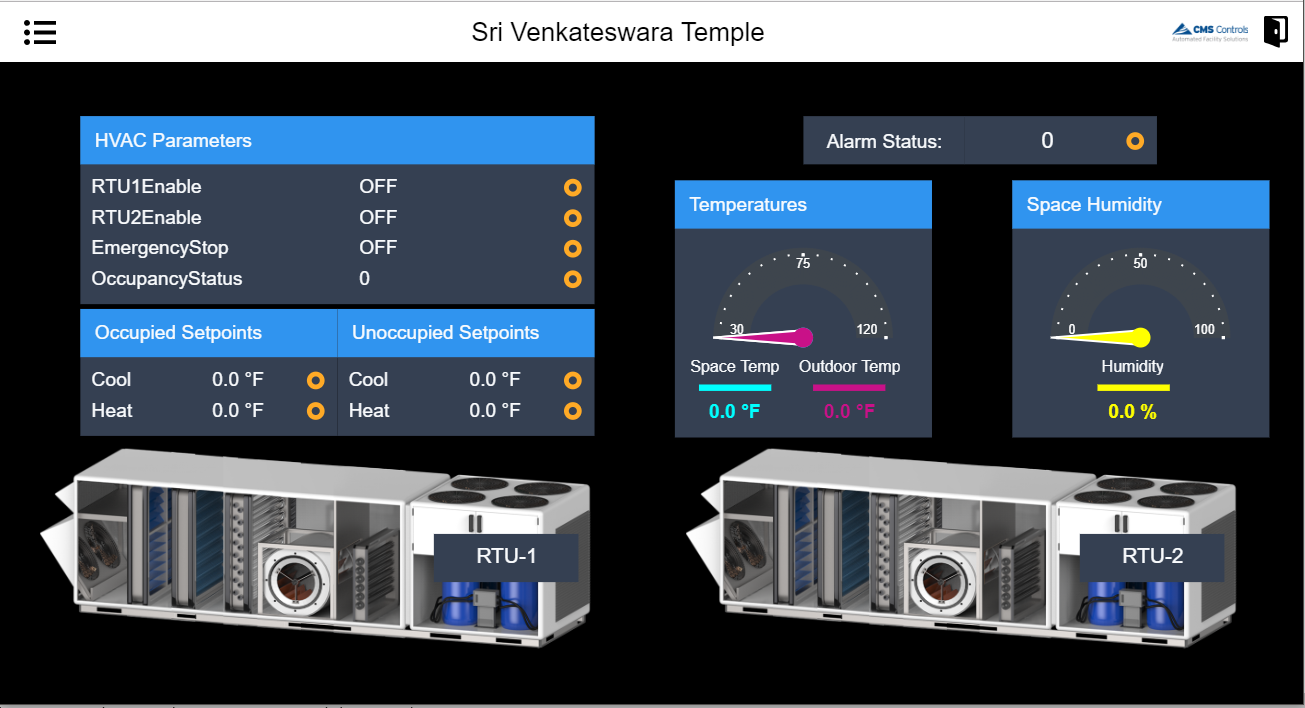 Sri Venkateswara Temple
CMS Controls
Automated Facility Solutions
HVAC Parameters
RTU1Enable OFF
RTU2Enable OFF
EmergencyStop OFF
OccupancyStatus 0
Occupied Setpoints
Cool 0.0 °F
Heat 0.0 °F
Unoccupied Setpoints
Cool 0.0 °F
Heat 0.0 °F
Alarm Status: 0
Temperatures
75
30 120
Space Temp Outdoor Temp
0.0 °F 0.0 °F
Space Humidity
50
0 100
Humidity
0.0 %
RTU-1
RTU-2